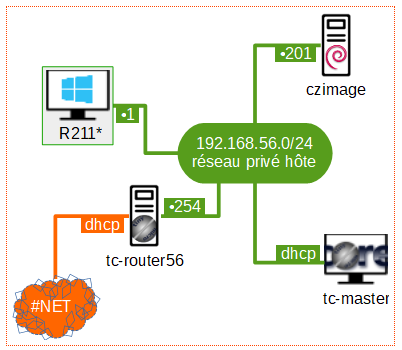 •201
czimage
R211*
•1
192.168.56.0/24
réseau privé hôte
•254
dhcp
tc-router56
dhcp
core
tc-master
#NET